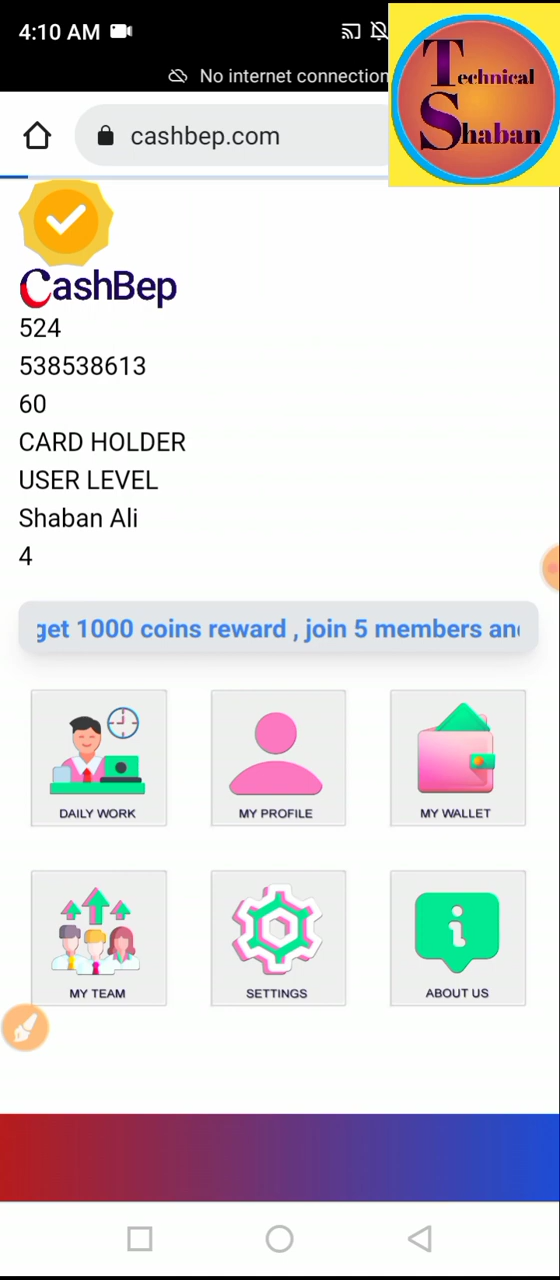 4:10 AM
No internet connection
Technical
Shaban
cashbep.com
CashBep
524
538538613
60
CARD HOLDER
USER LEVEL
Shaban Ali
4
get 1000 coins reward , join 5 members and
DAILY WORK
MY PROFILE
MY WALLET
MY TEAM
SETTINGS
ABOUT US